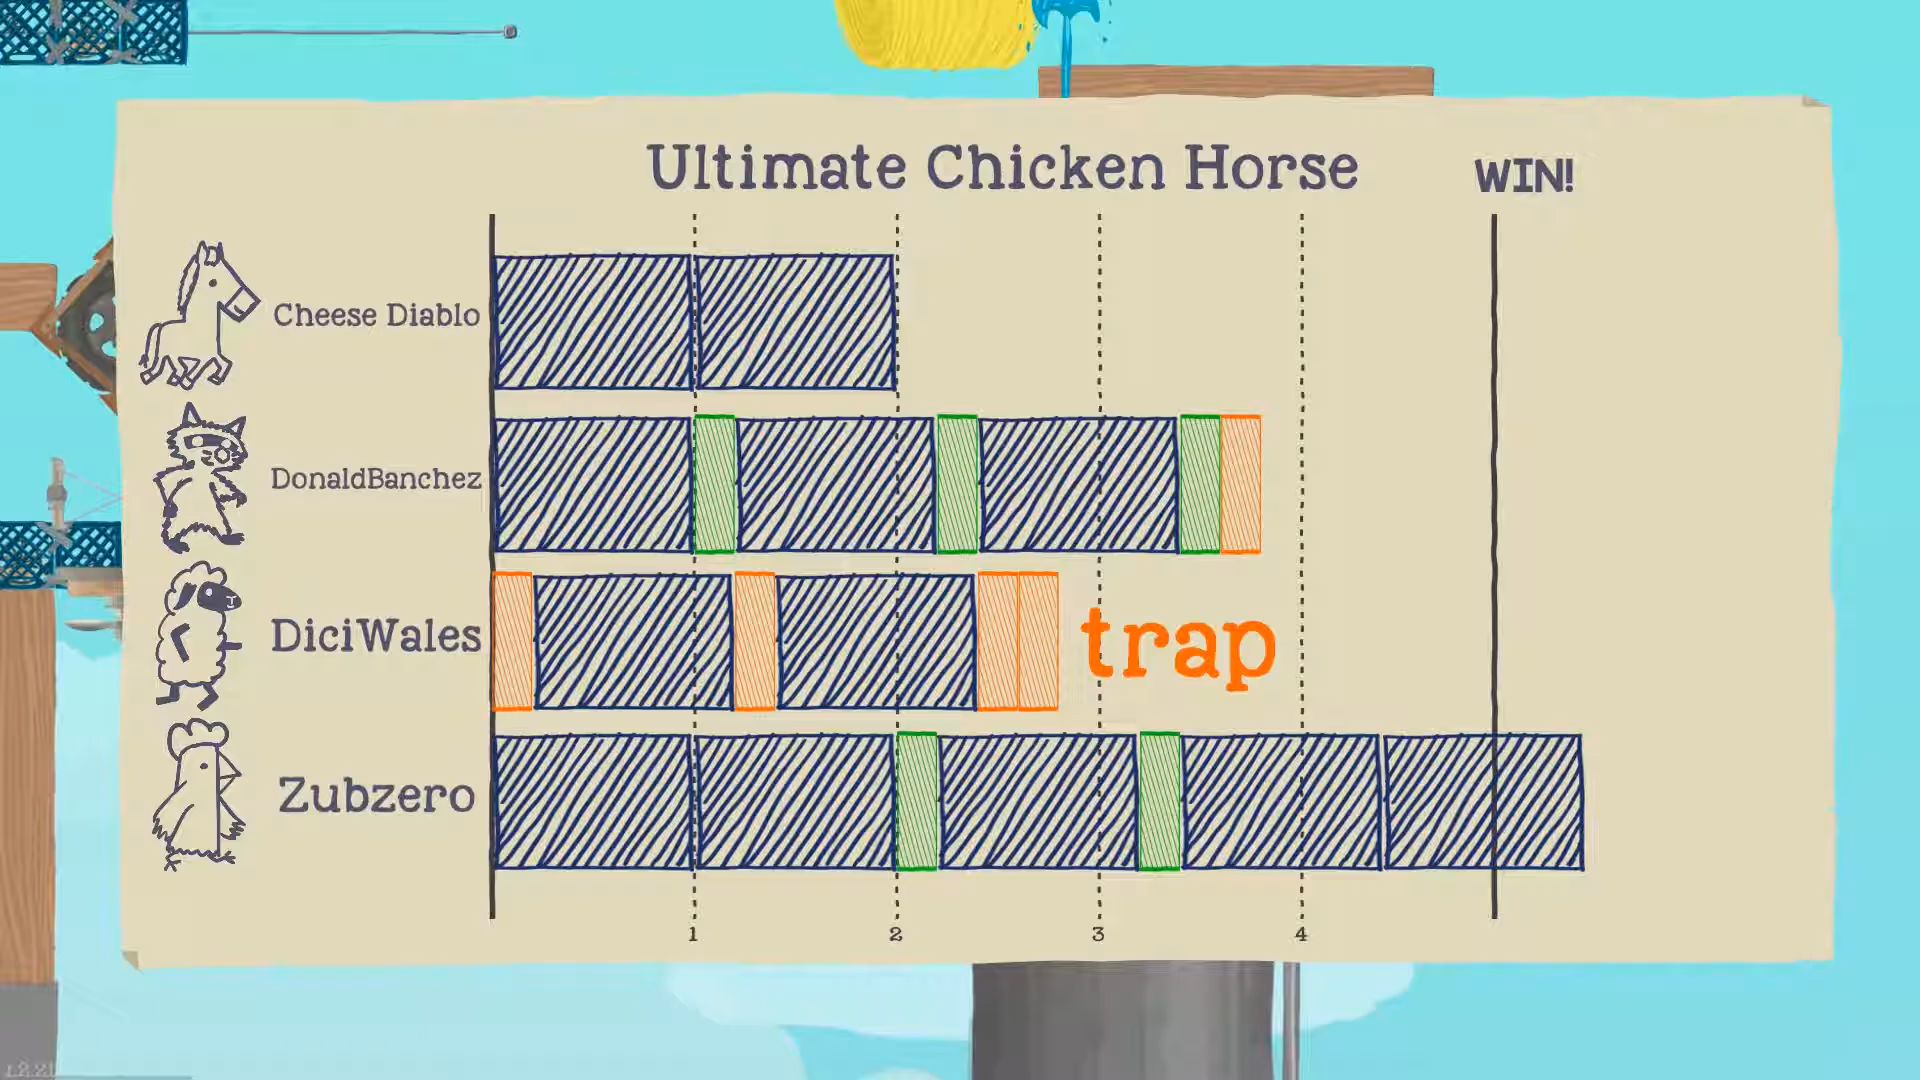 Ultimate Chicken Horse
WIN!
Cheese Diablo
DonaldBanchez
DiciWales
trap
Zubzero
1 2 3 4